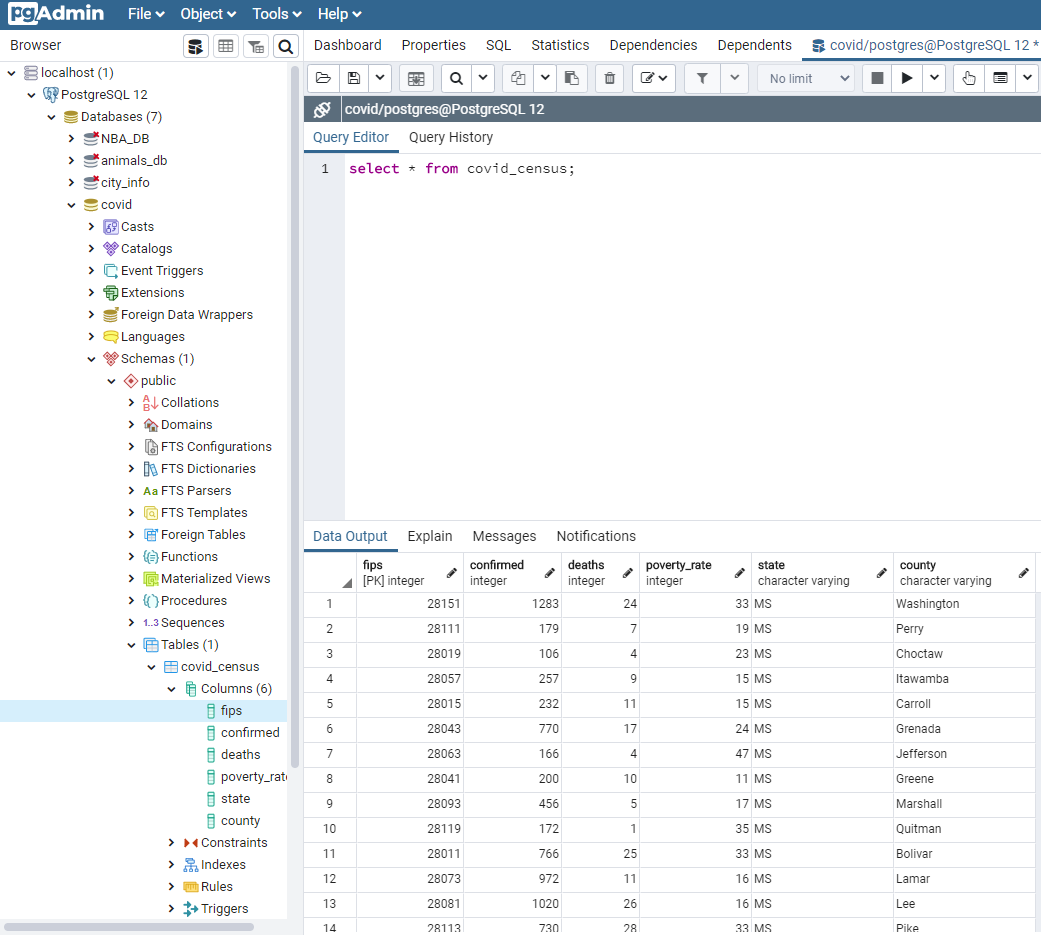 pgAdmin File Object Tools Help
Browser
Dashboard Properties SQL Statistics Dependencies Dependents covid/postgres@PostgreSQL 12 *
No limit
covid/postgres@PostgreSQL 12
Query Editor Query History
1 select * from covid_census;
localhost (1)
PostgreSQL 12
Databases (7)
NBA_DB
animals_db
city_info
covid
Casts
Catalogs
Event Triggers
Extensions
Foreign Data Wrappers
Languages
Schemas (1)
public
Collations
Domains
FTS Configurations
FTS Dictionaries
Aa FTS Parsers
FTS Templates
Foreign Tables
Functions
Materialized Views
Procedures
1..3 Sequences
Tables (1)
covid_census
Columns (6)
fips
confirmed
deaths
poverty_rate
state
county
Constraints
Indexes
Rules
Triggers
Data Output Explain Messages Notifications
fips confirmed deaths poverty_rate state county
[PK] integer integer integer integer character varying character varying
1 28151 1283 24 33 MS Washington
2 28111 179 7 19 MS Perry
3 28019 106 4 23 MS Choctaw
4 28057 257 9 15 MS Itawamba
5 28015 232 11 15 MS Carroll
6 28043 770 17 24 MS Grenada
7 28063 166 4 47 MS Jefferson
8 28041 200 10 11 MS Greene
9 28093 456 5 17 MS Marshall
10 28119 172 1 35 MS Quitman
11 28011 766 25 33 MS Bolivar
12 28073 972 11 16 MS Lamar
13 28081 1020 26 16 MS Lee
14 28113 730 28 33 MS Pike